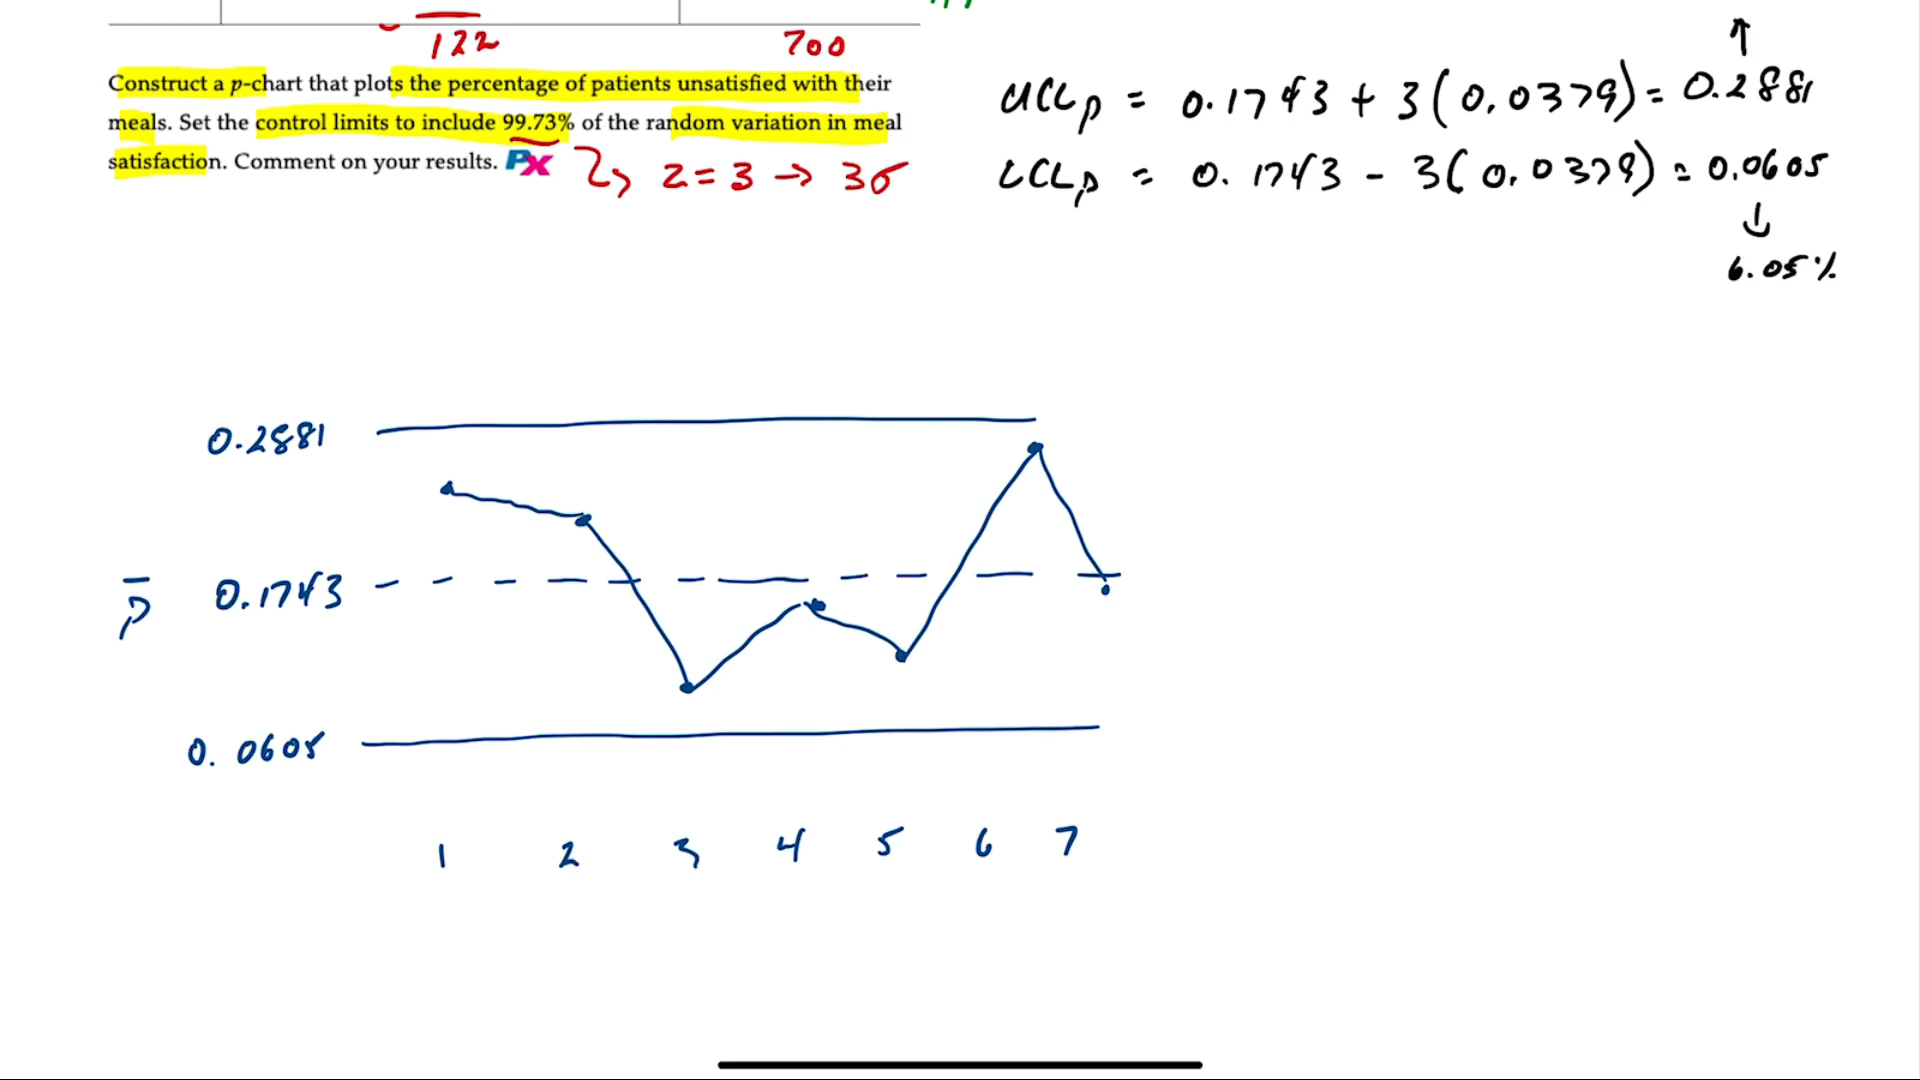 122
700
Construct a p-chart that plots the percentage of patients unsatisfied with their
meals. Set the control limits to include 99.73% of the random variation in meal
satisfaction. Comment on your results. PX
z = 3 → 3σ
UCLp = 0.1743 + 3(0.0379) = 0.2881
LCLp = 0.1743 - 3(0.0379) = 0.0605
6.05%
0.2881
p̄ 0.1743
0.0605
1 2 3 4 5 6 7